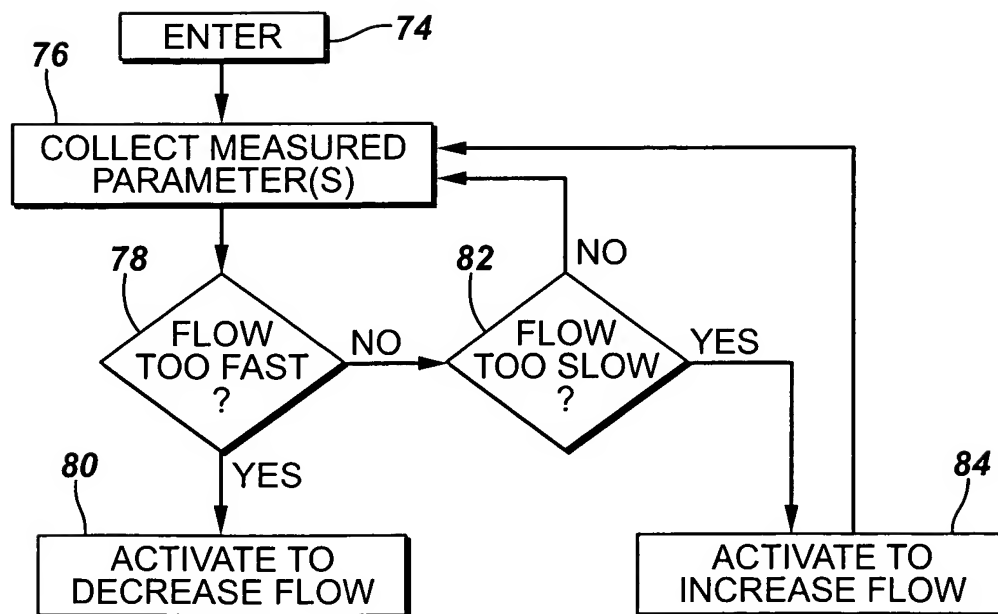 ENTER
74
76
COLLECT MEASURED
PARAMETER(S)
78
FLOW
TOO FAST
?
NO
82
NO
FLOW
TOO SLOW
?
YES
YES
80
ACTIVATE TO
DECREASE FLOW
84
ACTIVATE TO
INCREASE FLOW